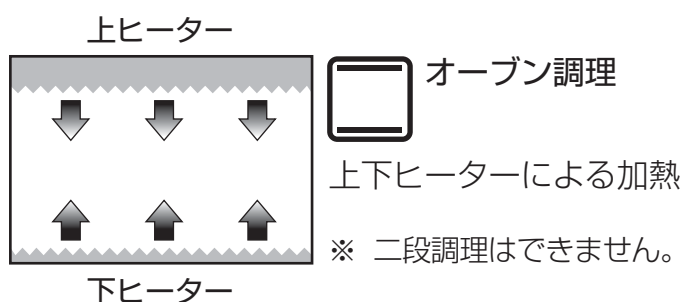 上ヒーター
オーブン調理
上下ヒーターによる加熱
※ 二段調理はできません。
下ヒーター